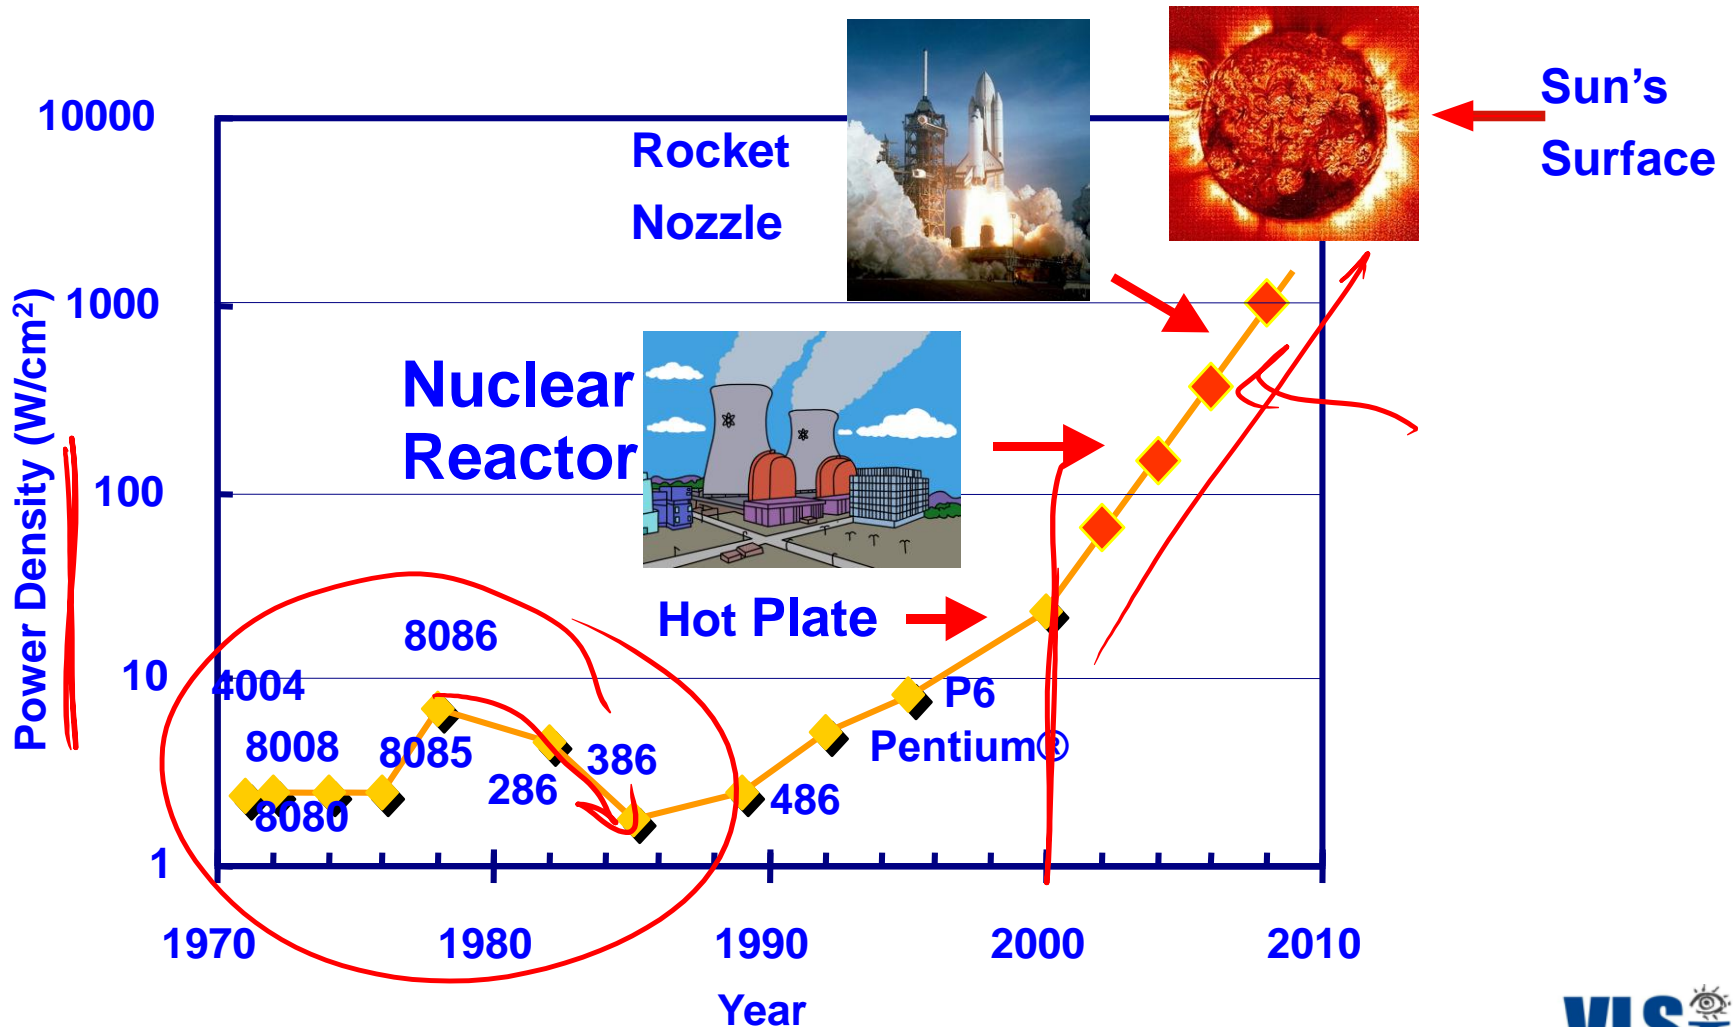 Sun's
Surface
10000
Rocket
Nozzle
1000
Nuclear
Reactor
Power Density (W/cm²)
100
Hot Plate
8086
10
4004
P6
8008
8085
386
Pentium®
286
486
8080
1
1970
1980
1990
2000
2010
Year
VLS